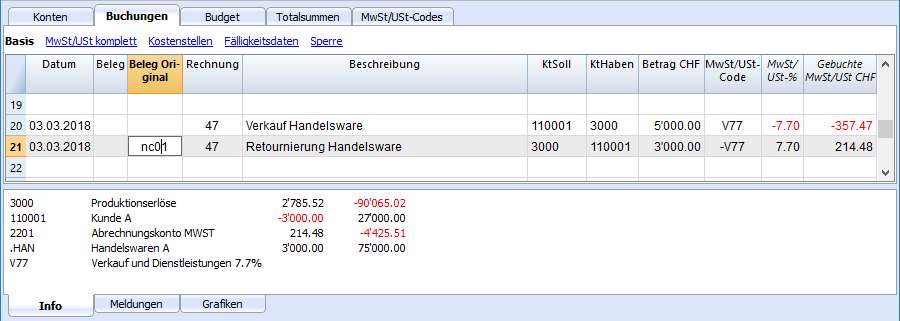 Konten Buchungen Budget Totalsummen MwSt/USt-Codes
Basis MwSt/USt komplett Kostenstellen Fälligkeitsdaten Sperre
Datum Beleg Beleg Ori- Rechnung Beschreibung KtSoll KtHaben Betrag CHF MwSt/USt- MwSt/ Gebuchte
ginal Code USt-% MwSt/USt CHF
19
20 03.03.2018 47 Verkauf Handelsware 110001 3000 5'000.00 V77 -7.70 -357.47
21 03.03.2018 nc01 47 Retournierung Handelsware 3000 110001 3'000.00 -V77 7.70 214.48
22
3000 Produktionserlöse 2'785.52 -90'065.02
110001 Kunde A -3'000.00 27'000.00
2201 Abrechnungskonto MWST 214.48 -4'425.51
.HAN Handelswaren A 3'000.00 75'000.00
V77 Verkauf und Dienstleistungen 7.7%
Info Meldungen Grafiken